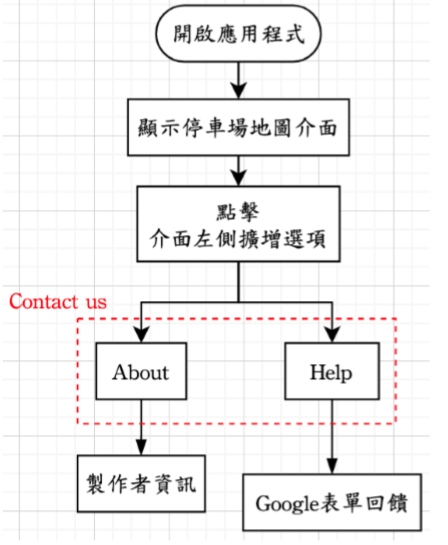 開啟應用程式
顯示停車場地圖介面
點擊
介面左側擴增選項
Contact us
About
Help
製作者資訊
Google表單回饋